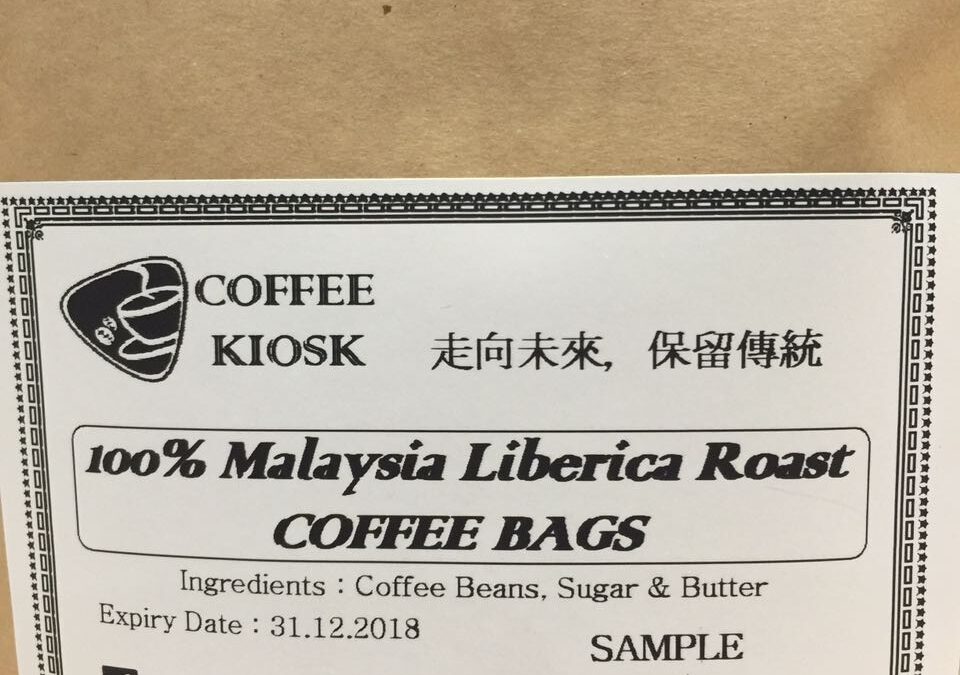 COFFEE
KIOSK
走向未來, 保留傳統
100% Malaysia Liberica Roast
COFFEE BAGS
Ingredients : Coffee Beans, Sugar & Butter
Expiry Date : 31.12.2018
SAMPLE